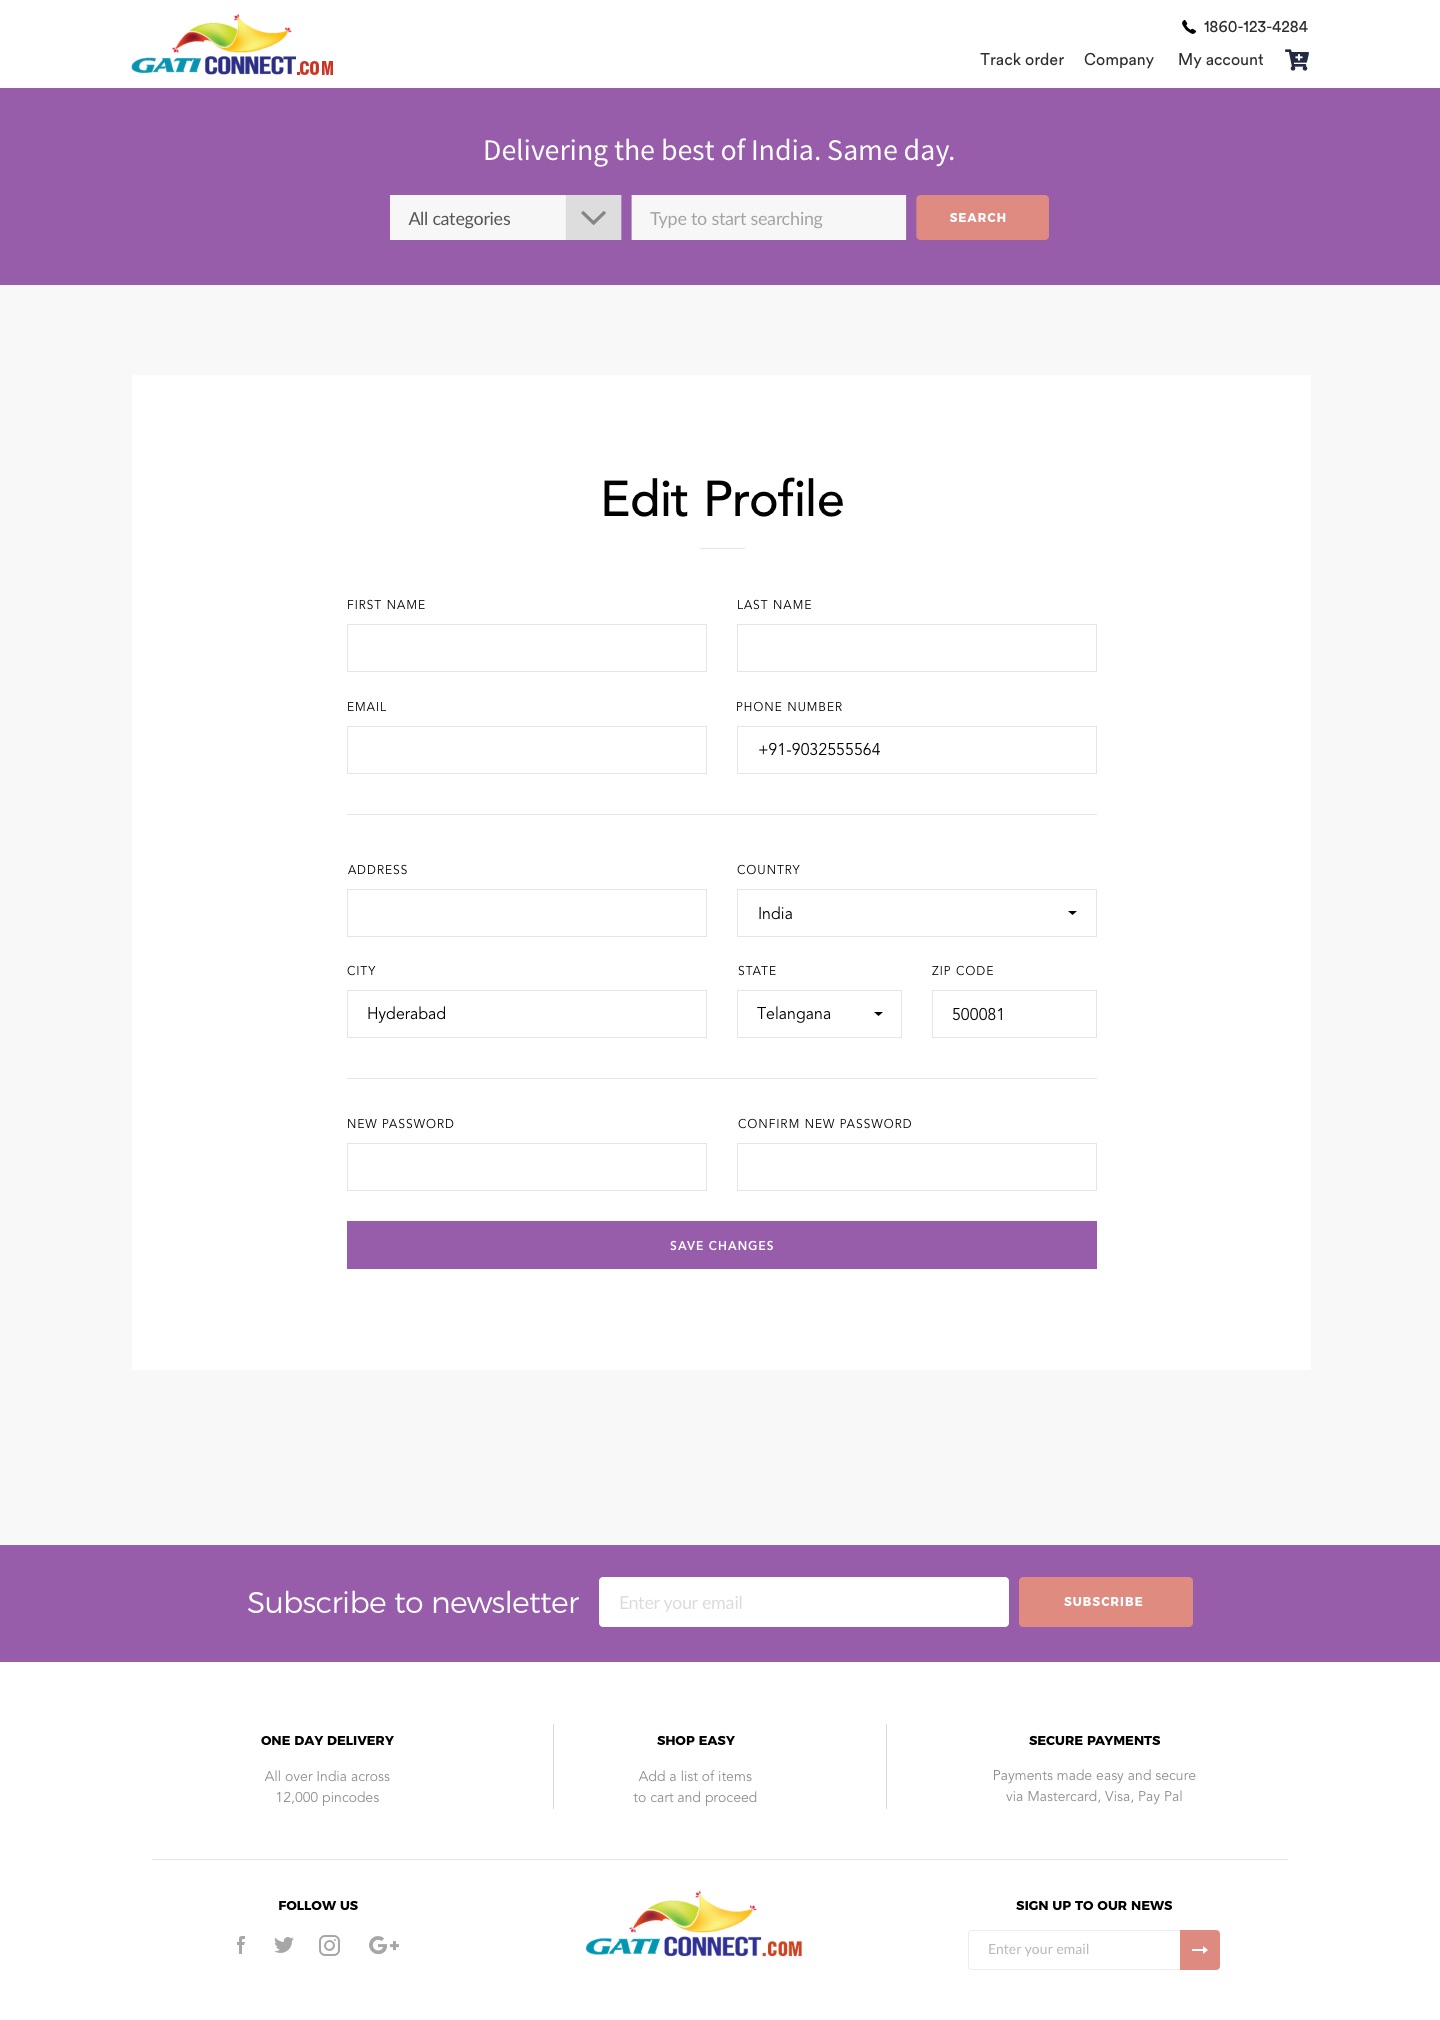 GATI CONNECT.COM
1860-123-4284
Track order Company My account
Delivering the best of India. Same day.
All categories Type to start searching SEARCH
Edit Profile
FIRST NAME LAST NAME
EMAIL PHONE NUMBER
+91-9032555564
ADDRESS COUNTRY
India
CITY STATE ZIP CODE
Hyderabad Telangana 500081
NEW PASSWORD CONFIRM NEW PASSWORD
SAVE CHANGES
Subscribe to newsletter Enter your email SUBSCRIBE
ONE DAY DELIVERY
All over India across
12,000 pincodes
SHOP EASY
Add a list of items
to cart and proceed
SECURE PAYMENTS
Payments made easy and secure
via Mastercard, Visa, Pay Pal
FOLLOW US
GATI CONNECT.COM
SIGN UP TO OUR NEWS
Enter your email